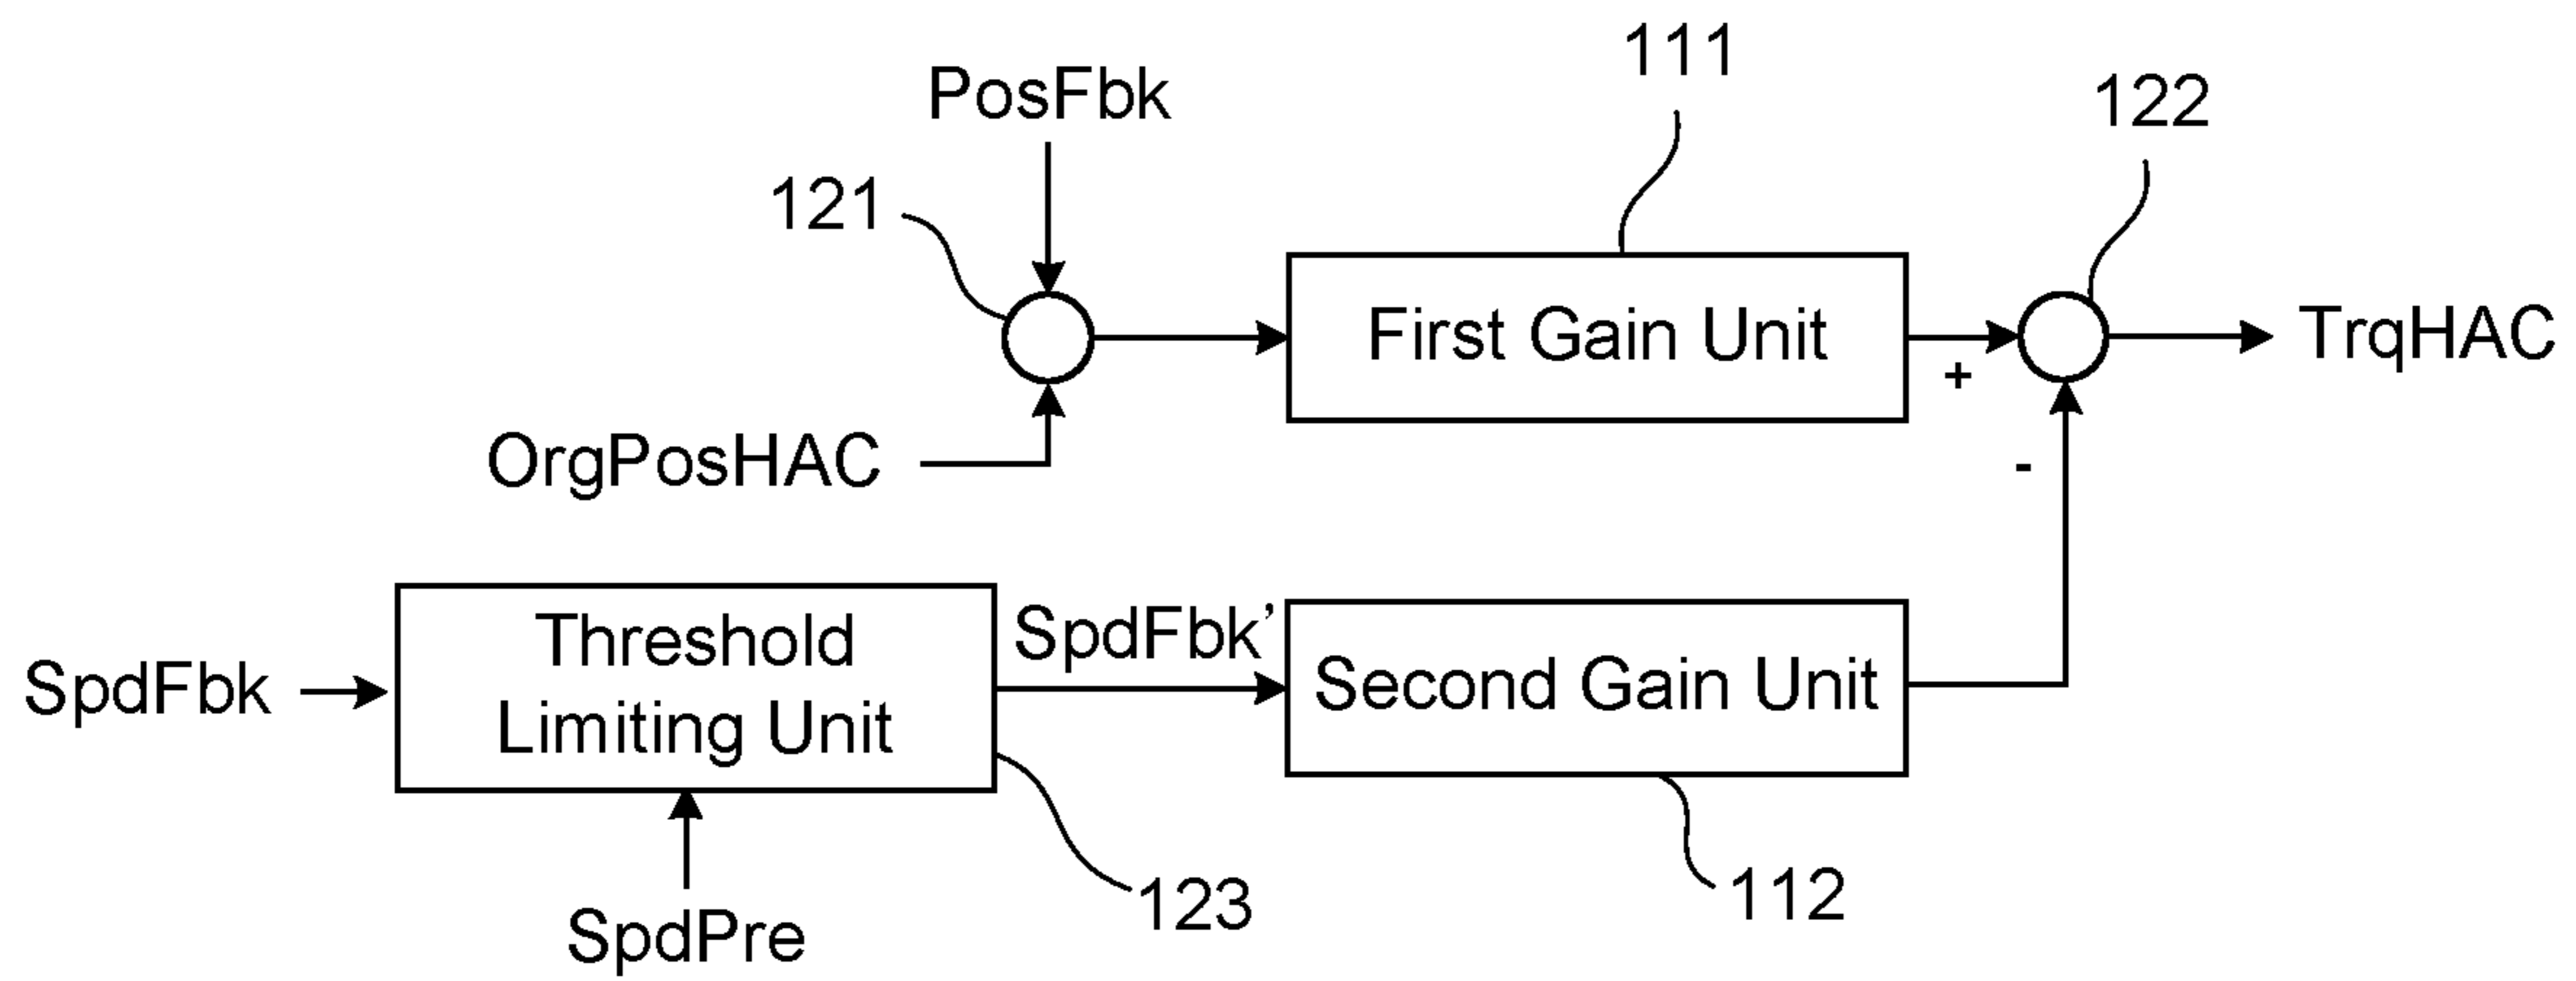 111
PosFbk
122
121
First Gain Unit
TrqHAC
+
OrgPosHAC
-
Threshold
Limiting Unit
SpdFbk’
SpdFbk
Second Gain Unit
123
112
SpdPre